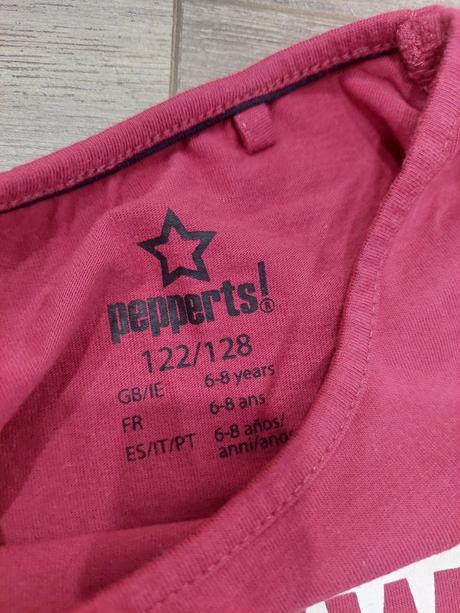 pepperts!®
122/128
GB/IE 6-8 years
FR 6-8 ans
ES/IT/PT 6-8 años/
anni/anos
W